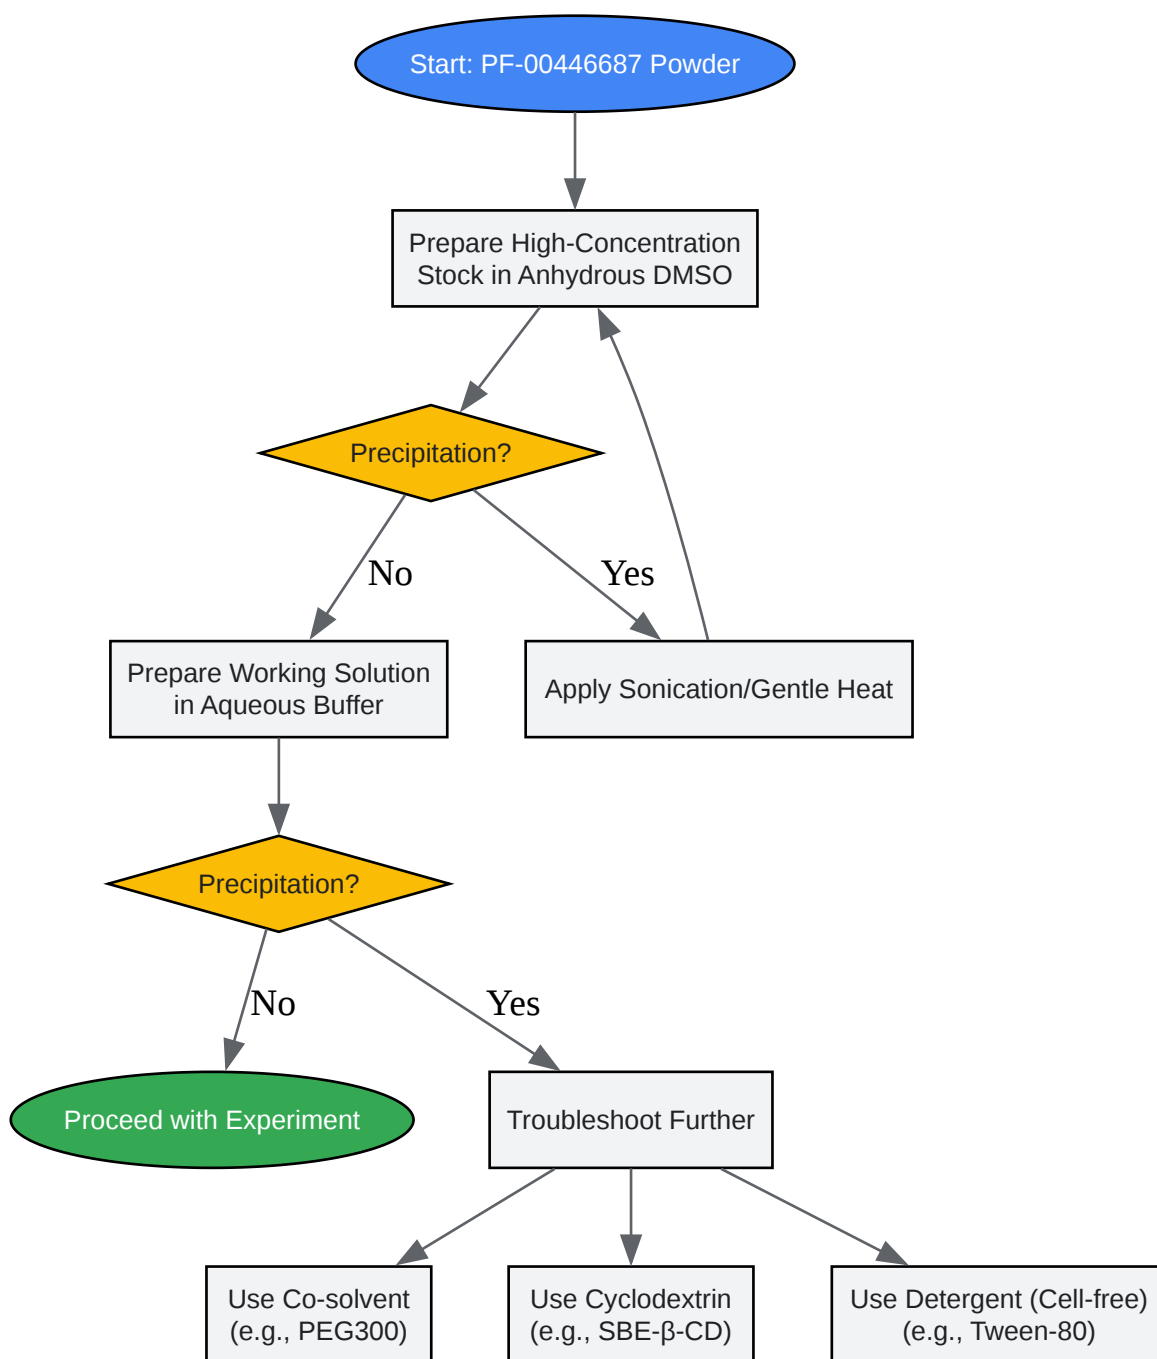 Start: PF-00446687 Powder
Prepare High-Concentration
Stock in Anhydrous DMSO
Precipitation?
No
Yes
Prepare Working Solution
in Aqueous Buffer
Apply Sonication/Gentle Heat
Precipitation?
No
Yes
Proceed with Experiment
Troubleshoot Further
Use Co-solvent
(e.g., PEG300)
Use Cyclodextrin
(e.g., SBE-β-CD)
Use Detergent (Cell-free)
(e.g., Tween-80)